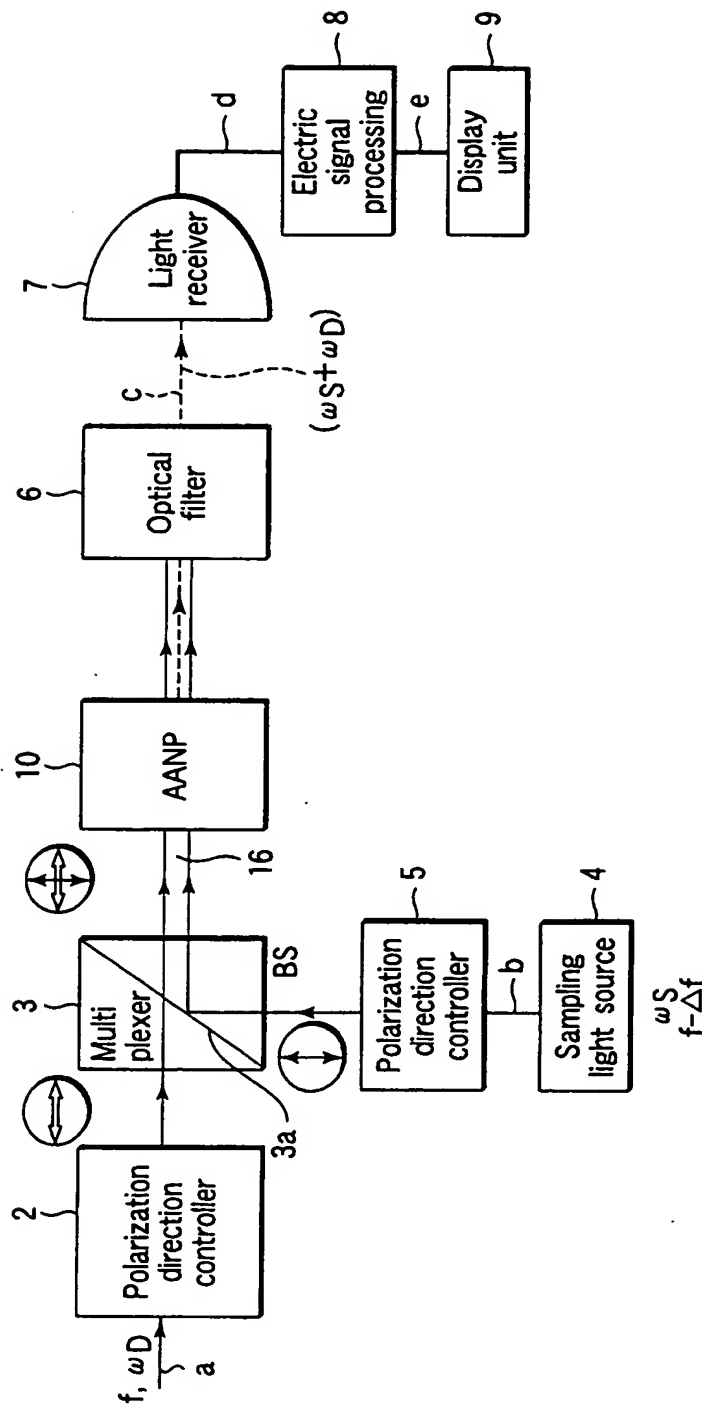 f, ωD
a
2
Polarization
direction
controller
3
Multi
plexer
3a
BS
16
10
AANP
6
Optical
filter
c
(ωS+ωD)
7
Light
receiver
d
8
Electric
signal
processing
e
9
Display
unit
5
Polarization
direction
controller
b
4
Sampling
light source
ωS
f-Δf